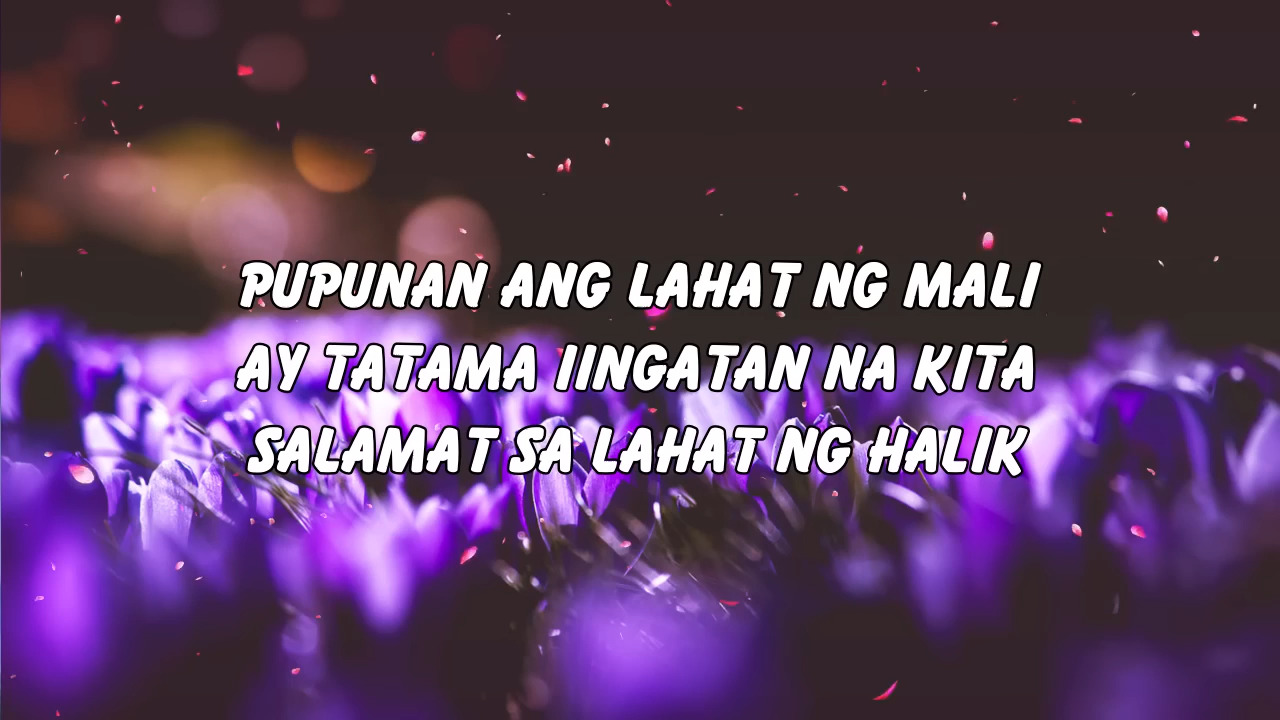 PUPUNAN ANG LAHAT NG MALI
AY TATAMA IINGATAN NA KITA
SALAMAT SA LAHAT NG HALIK